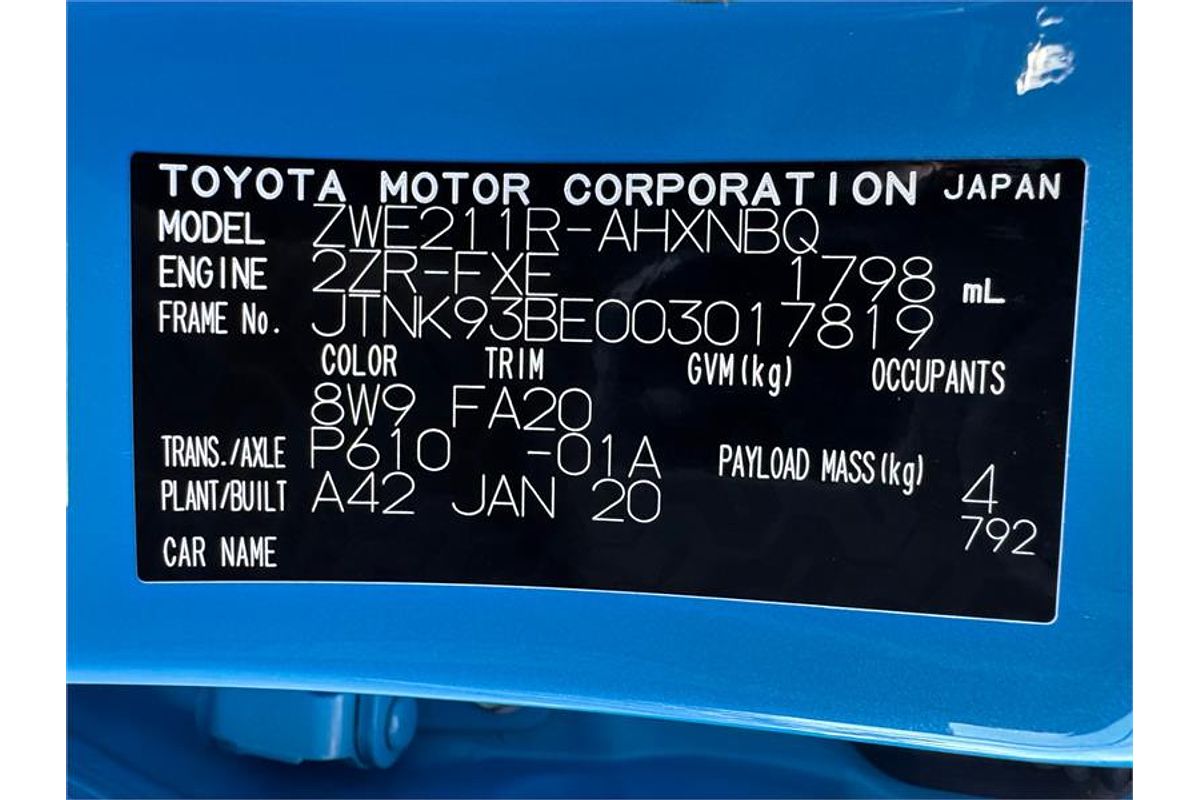 TOYOTA MOTOR CORPORATION JAPAN
MODEL ZWE211R-AHXNBQ
ENGINE 2ZR-FXE 1798 mL
FRAME No. JTNK93BE003017819
COLOR TRIM GVM(kg) OCCUPANTS
8W9 FA20
TRANS./AXLE P610 -01A PAYLOAD MASS(kg) 4
PLANT/BUILT A42 JAN 20 792
CAR NAME